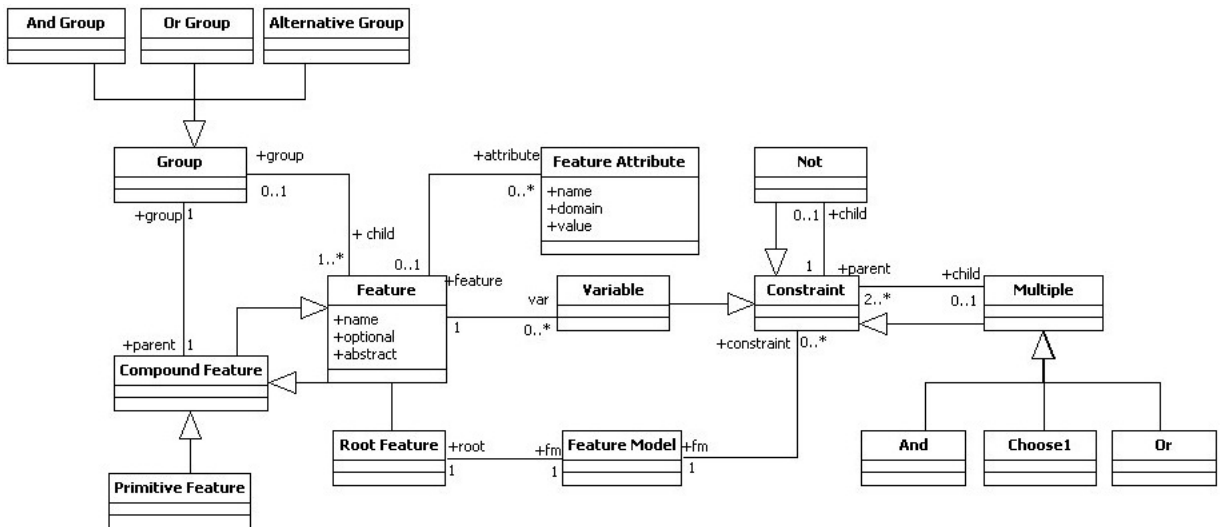 And Group
Or Group
Alternative Group
Group
+group
0..1
+attribute
0..*
Feature Attribute
+name
+domain
+value
Not
0..1
+child
+group
1
+ child
1..*
0..1
+feature
Feature
+name
+optional
+abstract
1
var
0..*
Variable
1
+parent
Constraint
2..*
+child
0..1
Multiple
+constraint
0..*
+parent
1
Compound Feature
Root Feature
+root
1
+fm
1
Feature Model
+fm
1
And
Choose1
Or
Primitive Feature